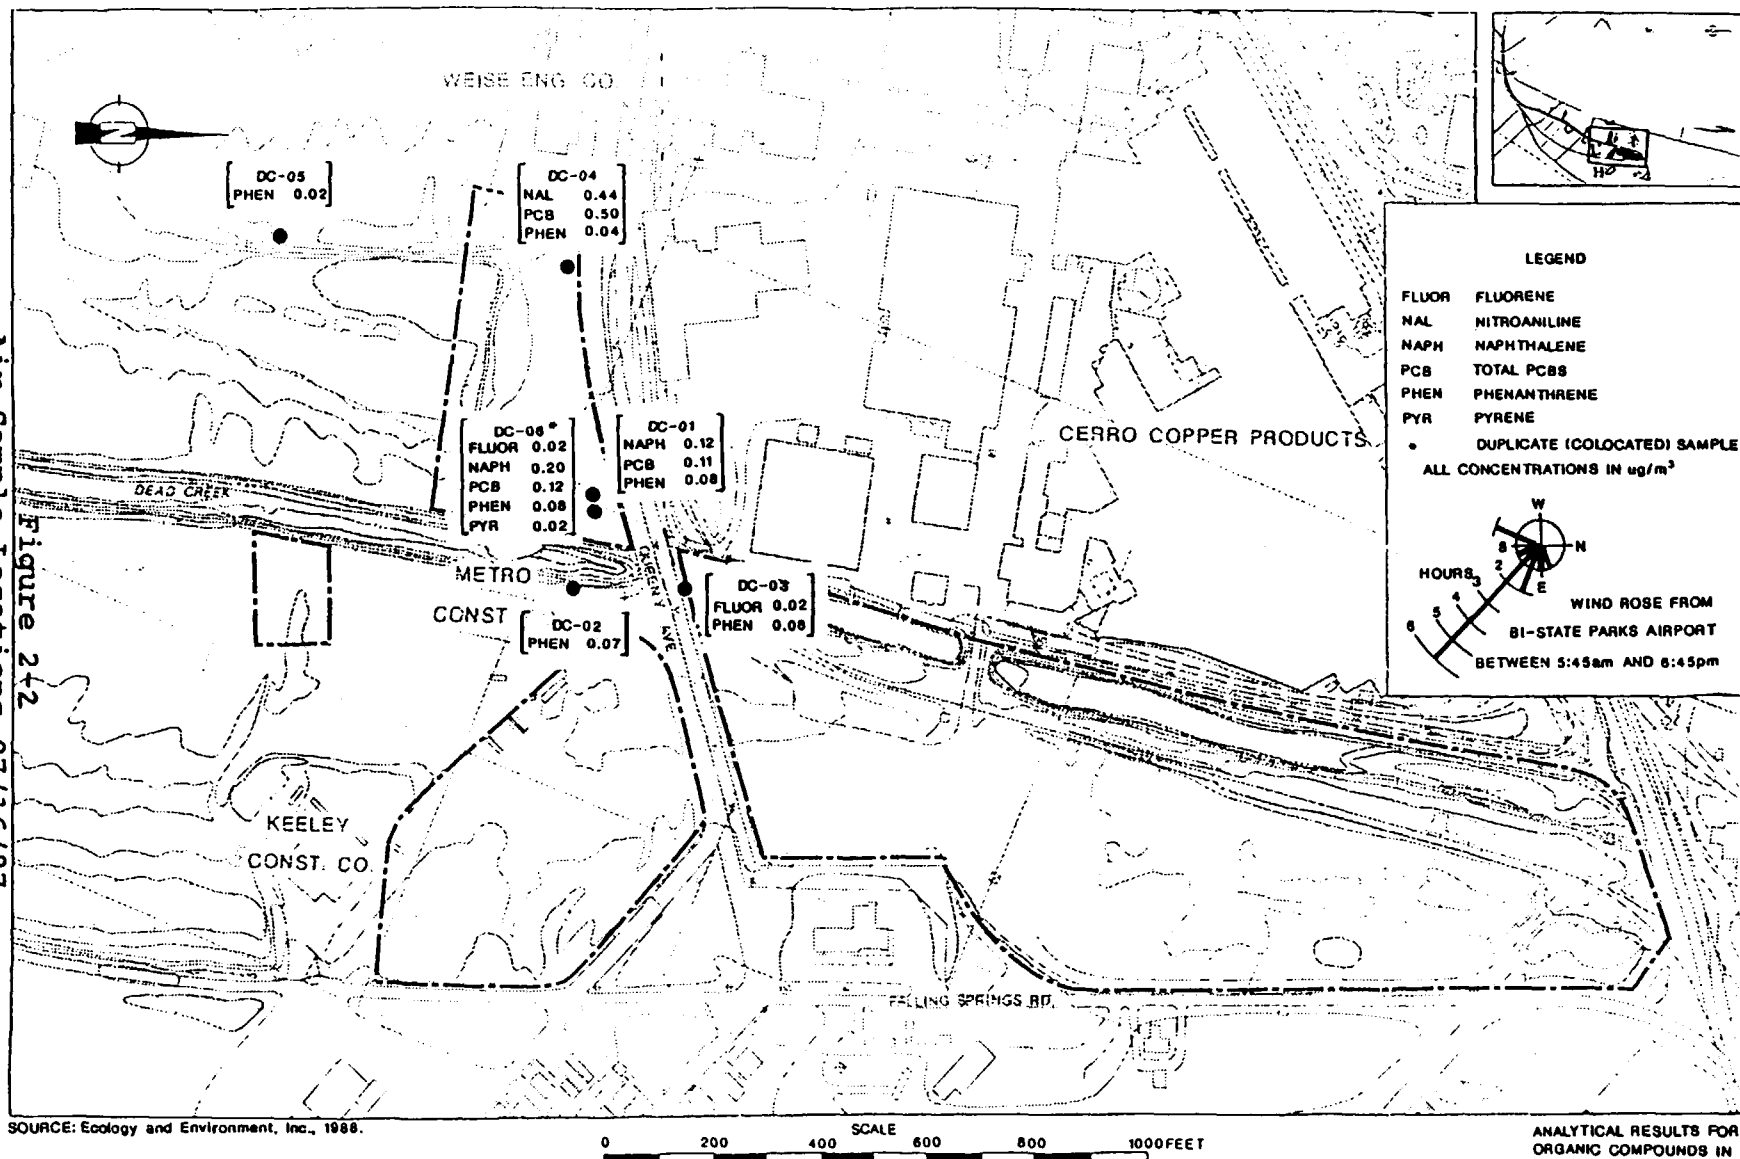 WEISE ENG CO.
N
DC-05
PHEN 0.02
DC-04
NAL 0.44
PCB 0.50
PHEN 0.04
LEGEND
FLUOR FLUORENE
NAL NITROANILINE
NAPH NAPHTHALENE
PCB TOTAL PCBS
PHEN PHENANTHRENE
PYR PYRENE
* DUPLICATE (COLOCATED) SAMPLE
ALL CONCENTRATIONS IN ug/m³
W
S N
E
HOURS
2
3
4
5
6
WIND ROSE FROM
BI-STATE PARKS AIRPORT
BETWEEN 5:45am AND 6:45pm
DC-06*
FLUOR 0.02
NAPH 0.20
PCB 0.12
PHEN 0.08
PYR 0.02
DC-01
NAPH 0.12
PCB 0.11
PHEN 0.08
CERRO COPPER PRODUCTS
DEAD CREEK
METRO
CONST
QUEENY AVE
DC-02
PHEN 0.07
DC-03
FLUOR 0.02
PHEN 0.08
KEELEY
CONST. CO.
FALLING SPRINGS RD.
Figure 2-2
SOURCE: Ecology and Environment, Inc., 1988.
SCALE
0 200 400 600 800 1000 FEET
ANALYTICAL RESULTS FOR
ORGANIC COMPOUNDS IN